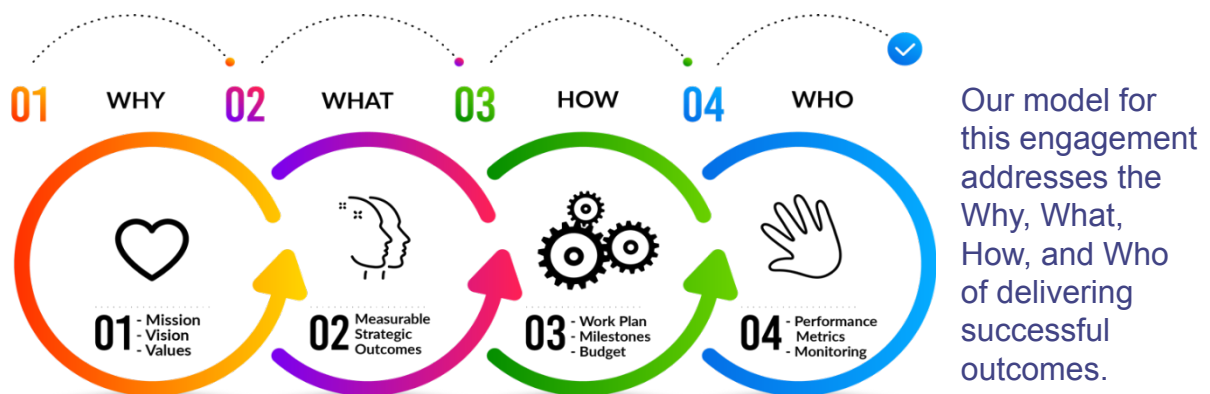 01 WHY 02 WHAT 03 HOW 04 WHO
01 - Mission
- Vision
- Values
02 Measurable
Strategic
Outcomes
03 - Work Plan
- Milestones
- Budget
04 - Performance
Metrics
- Monitoring
Our model for
this engagement
addresses the
Why, What,
How, and Who
of delivering
successful
outcomes.